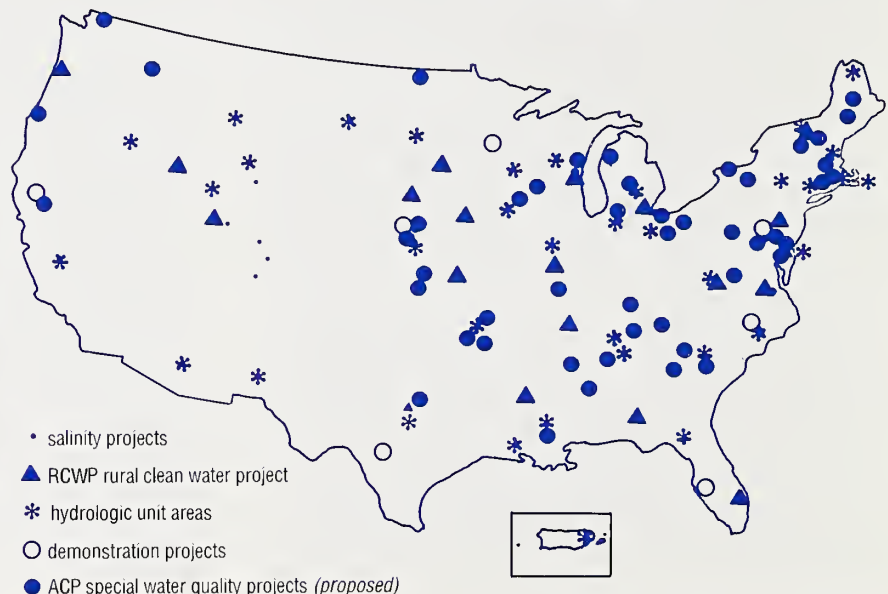 salinity projects
RCWP rural clean water project
hydrologic unit areas
demonstration projects
ACP special water quality projects (proposed)